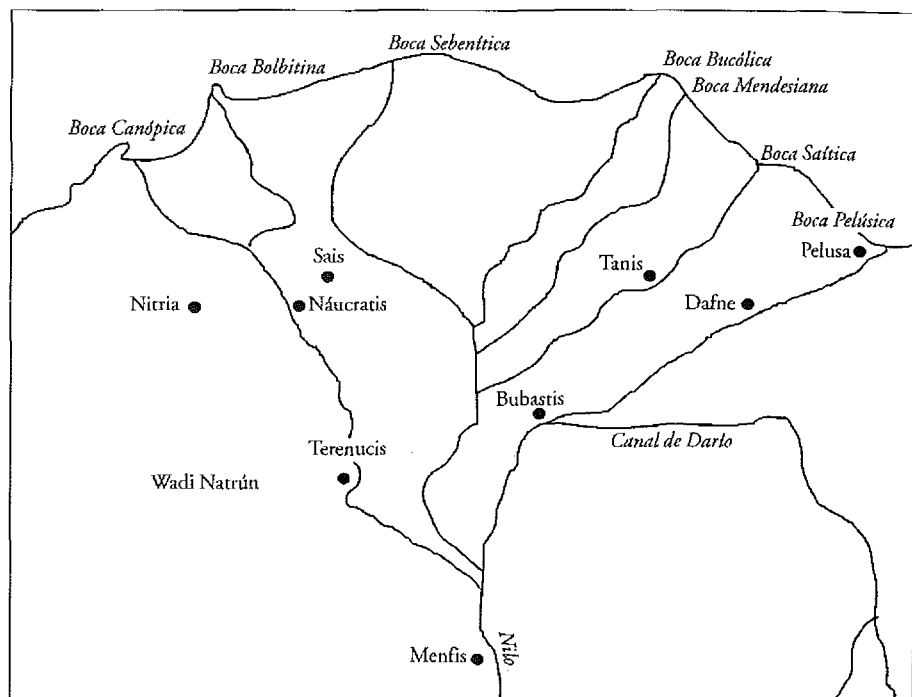 Boca Sebenítica
Boca Bucólica
Boca Bolbitina
Boca Mendesiana
Boca Canópica
Boca Saítica
Boca Pelúsica
Sais
Tanis
Pelusa
Nitria
Náucratis
Dafne
Bubastis
Canal de Darío
Terenucis
Wadi Natrún
Menfis
Nilo